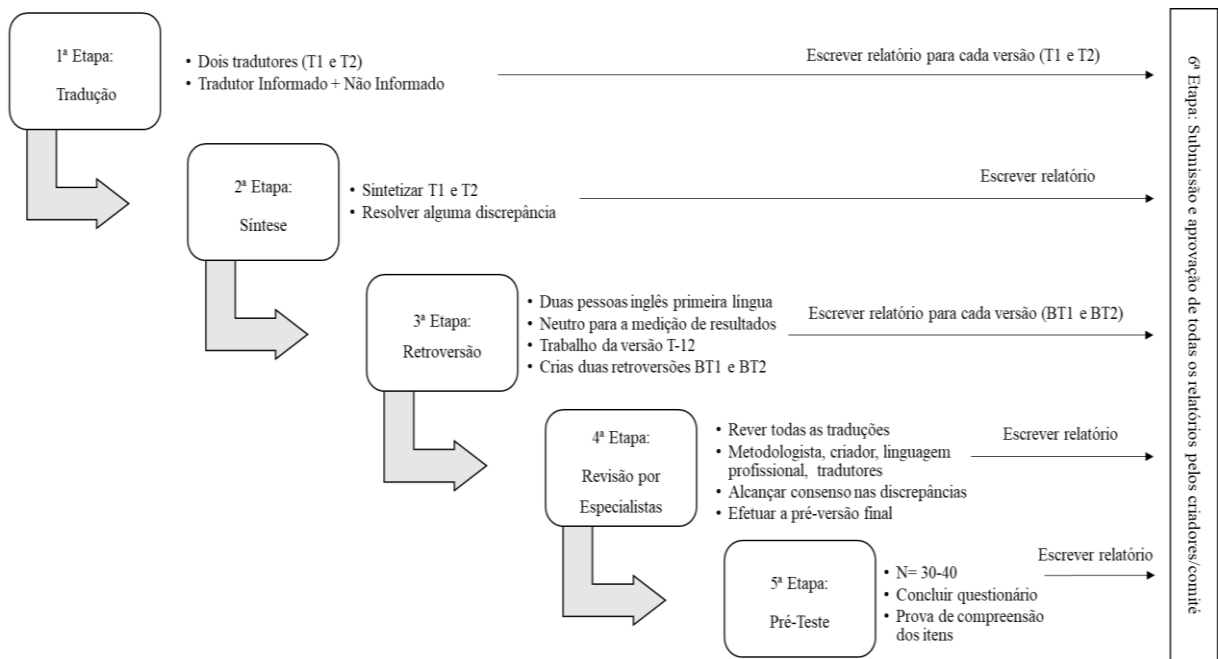 1ª Etapa:
Tradução
• Dois tradutores (T1 e T2)
• Tradutor Informado + Não Informado
Escrever relatório para cada versão (T1 e T2)
2ª Etapa:
Síntese
• Sintetizar T1 e T2
• Resolver alguma discrepância
Escrever relatório
3ª Etapa:
Retroversão
• Duas pessoas inglês primeira língua
• Neutro para a medição de resultados
• Trabalho da versão T-12
• Crias duas retroversões BT1 e BT2
Escrever relatório para cada versão (BT1 e BT2)
4ª Etapa:
Revisão por
Especialistas
• Rever todas as traduções
• Metodologista, criador, linguagem
profissional, tradutores
• Alcançar consenso nas discrepâncias
• Efetuar a pré-versão final
Escrever relatório
5ª Etapa:
Pré-Teste
• N= 30-40
• Concluir questionário
• Prova de compreensão
dos itens
Escrever relatório
6ª Etapa: Submissão e aprovação de todas os relatórios pelos criadores/comité